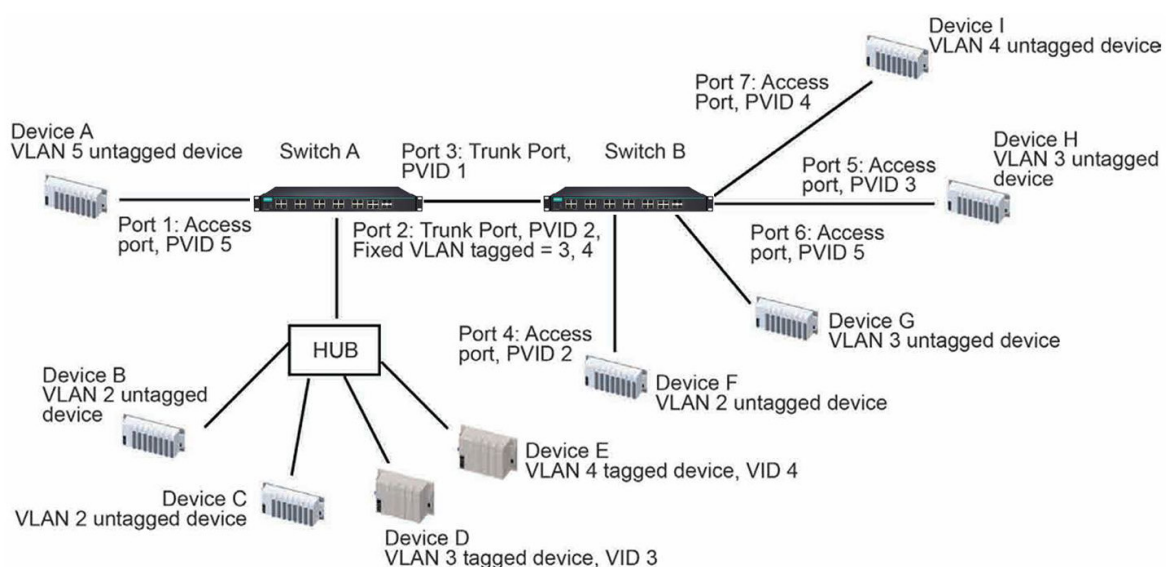 Device I
VLAN 4 untagged device
Port 7: Access
Port, PVID 4
Device A
VLAN 5 untagged device
Switch A
Port 3: Trunk Port,
PVID 1
Switch B
Device H
VLAN 3 untagged
device
Port 5: Access
port, PVID 3
Port 1: Access
port, PVID 5
Port 2: Trunk Port, PVID 2,
Fixed VLAN tagged = 3, 4
Port 6: Access
port, PVID 5
Device G
VLAN 3 untagged device
Port 4: Access
port, PVID 2
HUB
Device B
VLAN 2 untagged
device
Device F
VLAN 2 untagged device
Device E
VLAN 4 tagged device, VID 4
Device C
VLAN 2 untagged device
Device D
VLAN 3 tagged device, VID 3